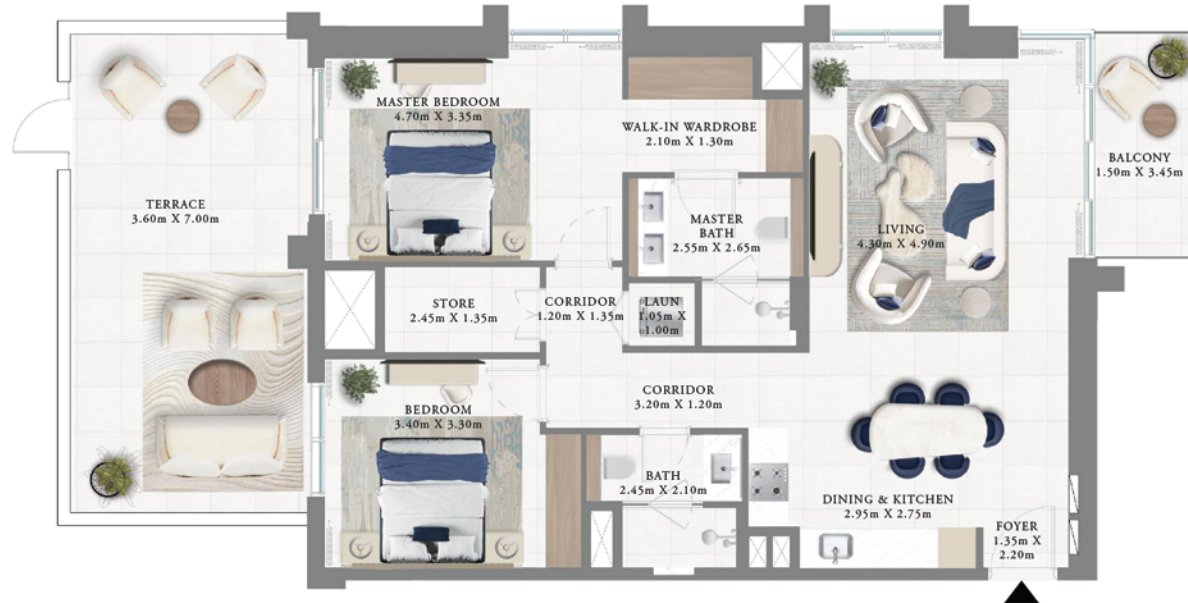 MASTER BEDROOM
4.70m X 3.35m
WALK-IN WARDROBE
2.10m X 1.30m
BALCONY
1.50m X 3.45m
TERRACE
3.60m X 7.00m
MASTER
BATH
2.55m X 2.65m
LIVING
4.30m X 4.90m
STORE
2.45m X 1.35m
CORRIDOR
1.20m X 1.35m
LAUN
1.05m X
1.00m
CORRIDOR
3.20m X 1.20m
BEDROOM
3.40m X 3.30m
BATH
2.45m X 2.10m
DINING & KITCHEN
2.95m X 2.75m
FOYER
1.35m X
2.20m